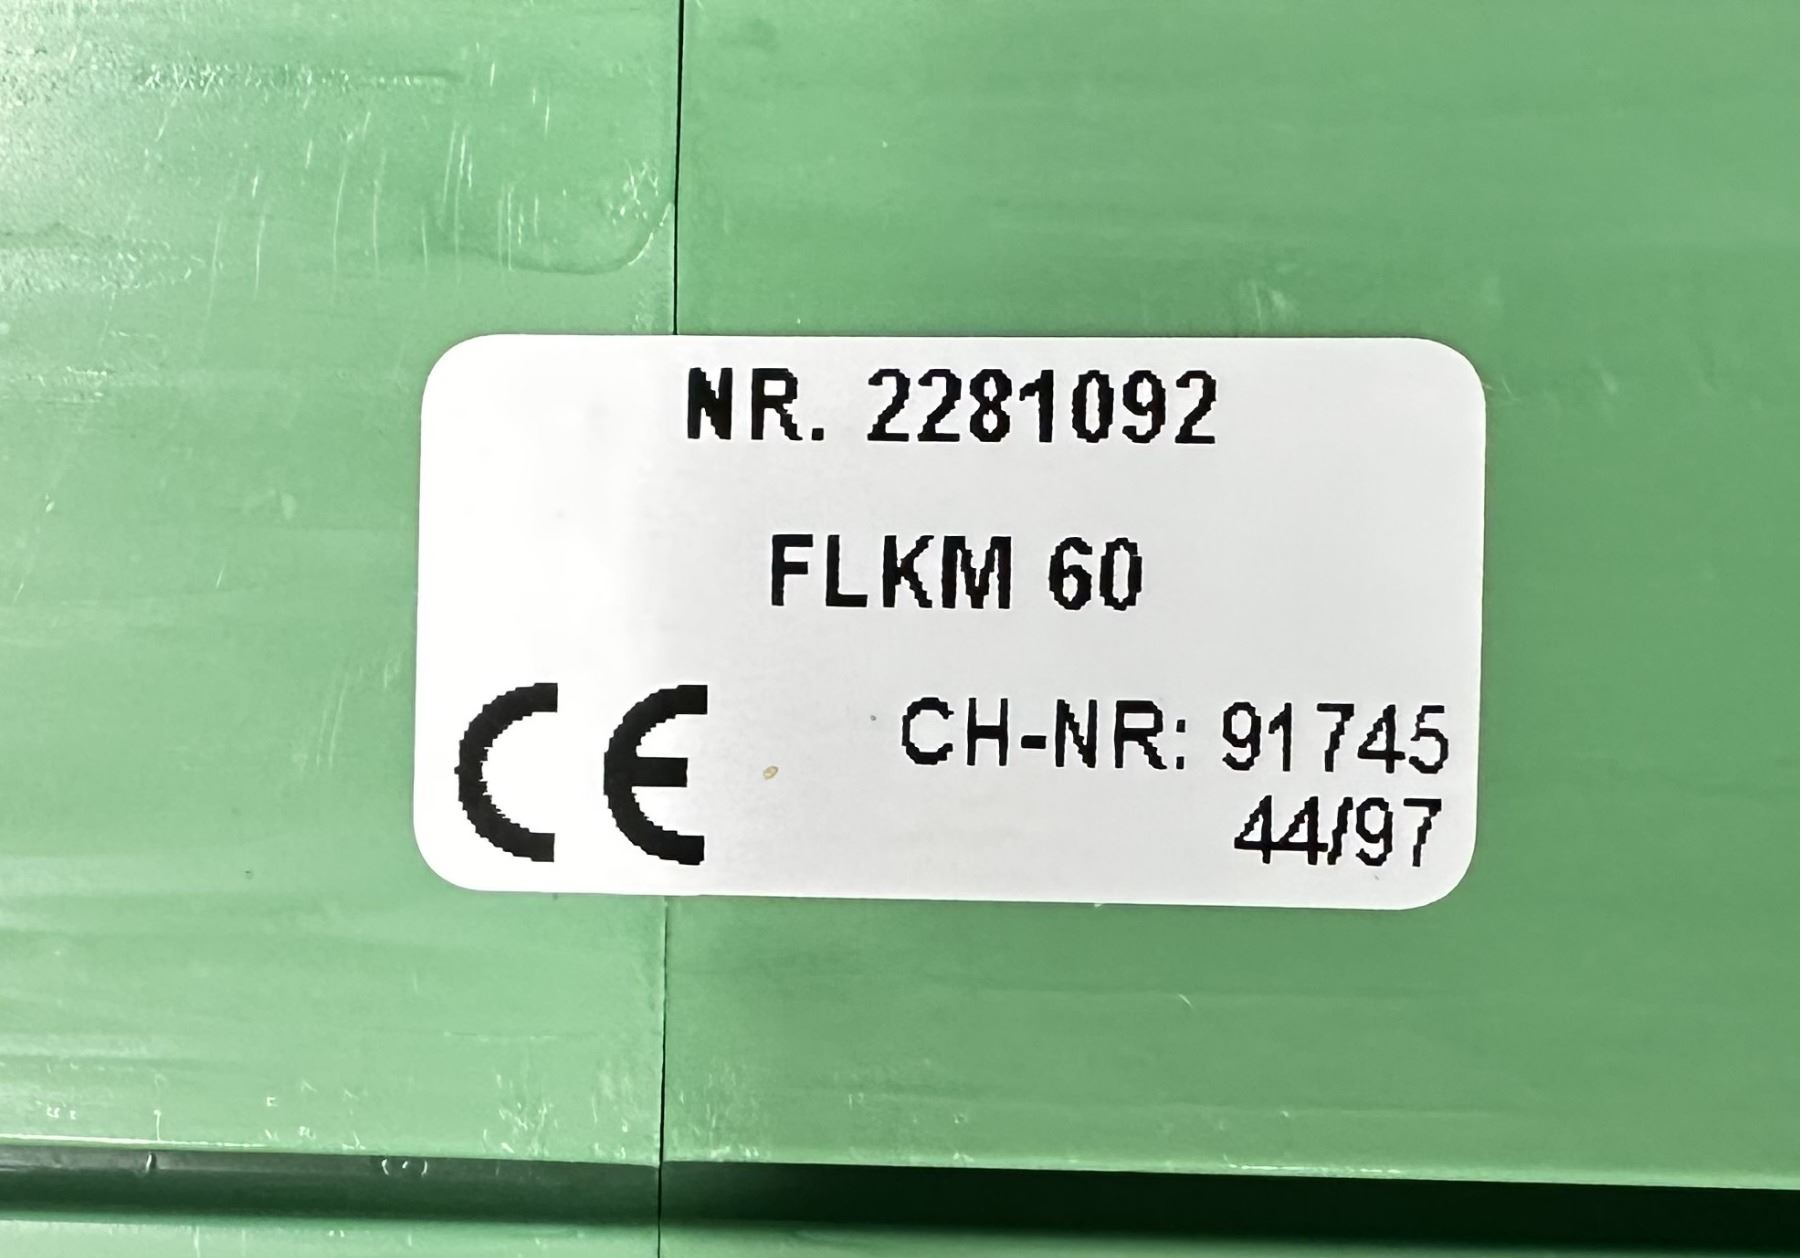 NR. 2281092
FLKM 60
CE CH-NR: 91745
44/97